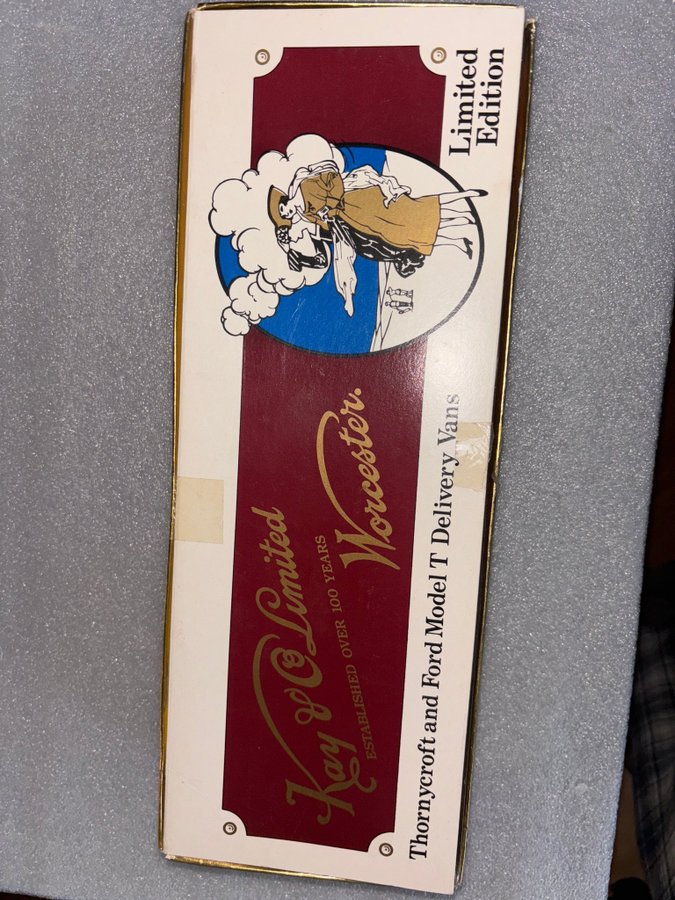 Kay & Co Limited
ESTABLISHED OVER 100 YEARS
Worcester.
Limited
Edition
Thornycroft and Ford Model T Delivery Vans